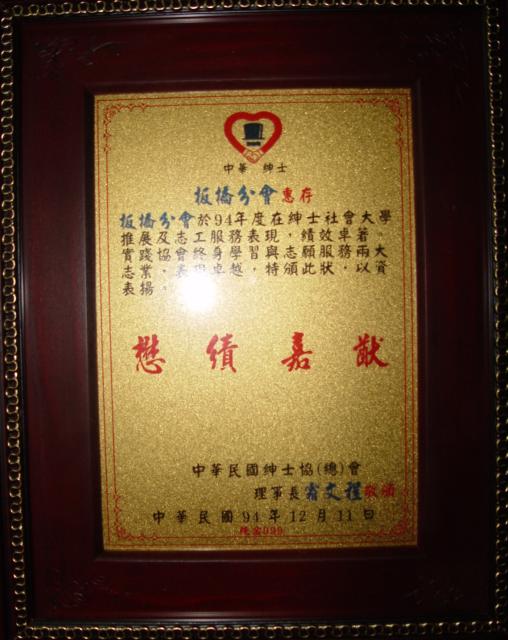 中華 紳士
板橋分會惠存
板橋分會於94年度在紳士社會大學
推展及志工服務表現，績效卓著。
實踐協會終身學習與志願服務兩大
志業，表現卓越，特頒此狀，以資
表揚。
懋績嘉猷
中華民國紳士協(總)會
理事長 文程敬頒
中華民國94年12月11日